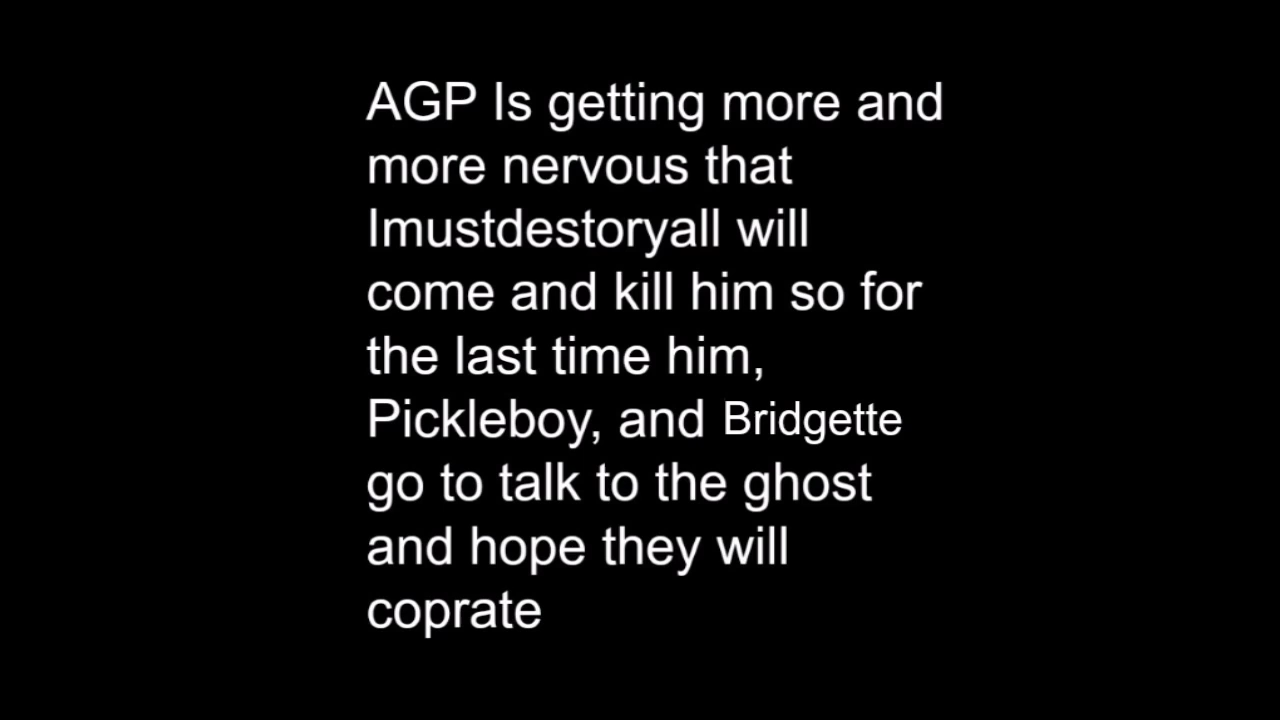 AGP Is getting more and
more nervous that
Imustdestoryall will
come and kill him so for
the last time him,
Pickleboy, and Bridgette
go to talk to the ghost
and hope they will
coprate